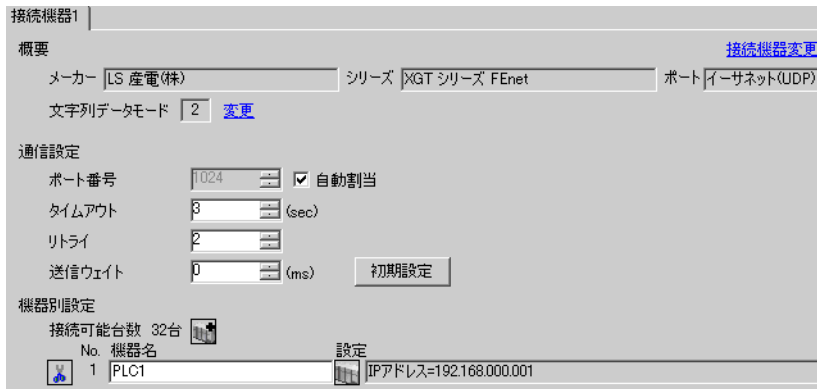 接続機器1
概要
接続機器変更
メーカー LS 産電(株) シリーズ XGT シリーズ FEnet ポート イーサネット(UDP)
文字列データモード 2 変更
通信設定
ポート番号 1024 自動割当
タイムアウト 3 (sec)
リトライ 2
送信ウェイト 0 (ms) 初期設定
機器別設定
接続可能台数 32台
No. 機器名 設定
1 PLC1 IPアドレス=192.168.000.001